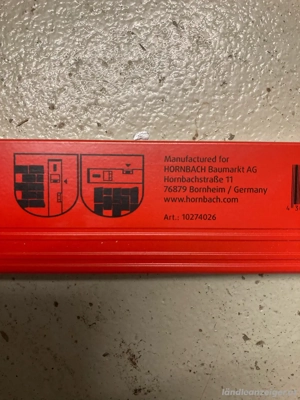 Manufactured for
HORNBACH Baumarkt AG
Hornbachstraße 11
76879 Bornheim / Germany
www.hornbach.com
Art.: 10274026